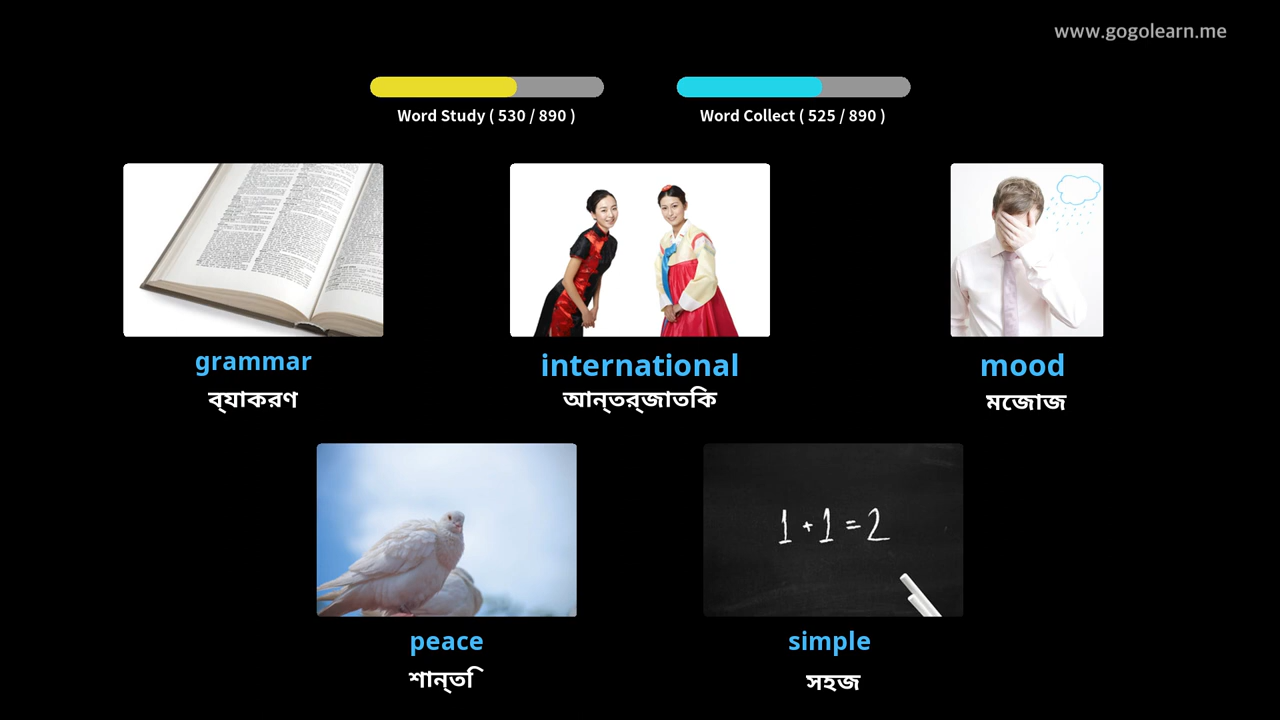 www.gogolearn.me
Word Study ( 530 / 890 )
Word Collect ( 525 / 890 )
grammar
international
mood
ব্যাকরণ
আন্তর্জাতিক
মেজাজ
1 + 1 = 2
peace
simple
শান্তি
সহজ